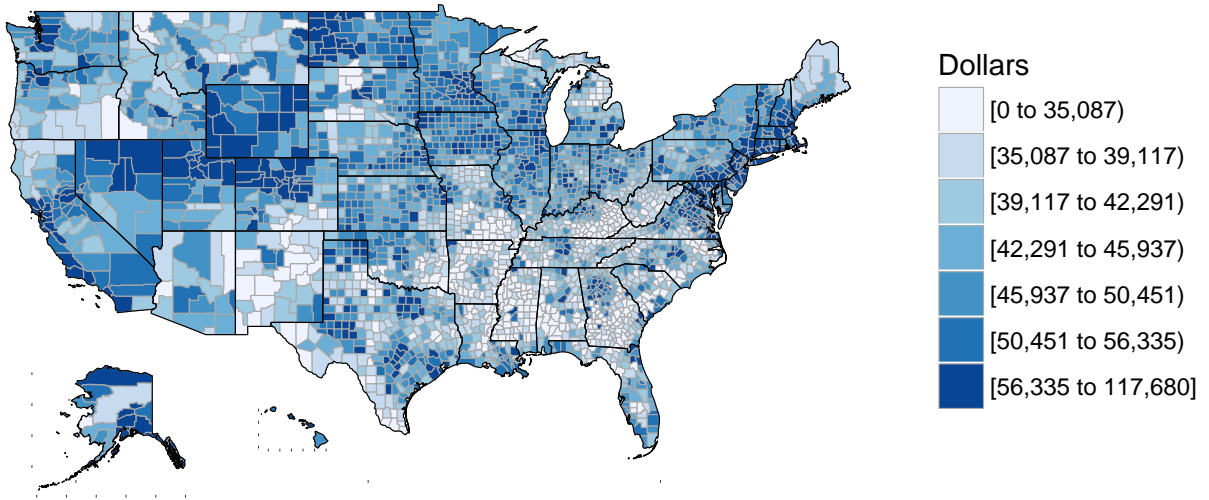 Dollars
[0 to 35,087)
[35,087 to 39,117)
[39,117 to 42,291)
[42,291 to 45,937)
[45,937 to 50,451)
[50,451 to 56,335)
[56,335 to 117,680]